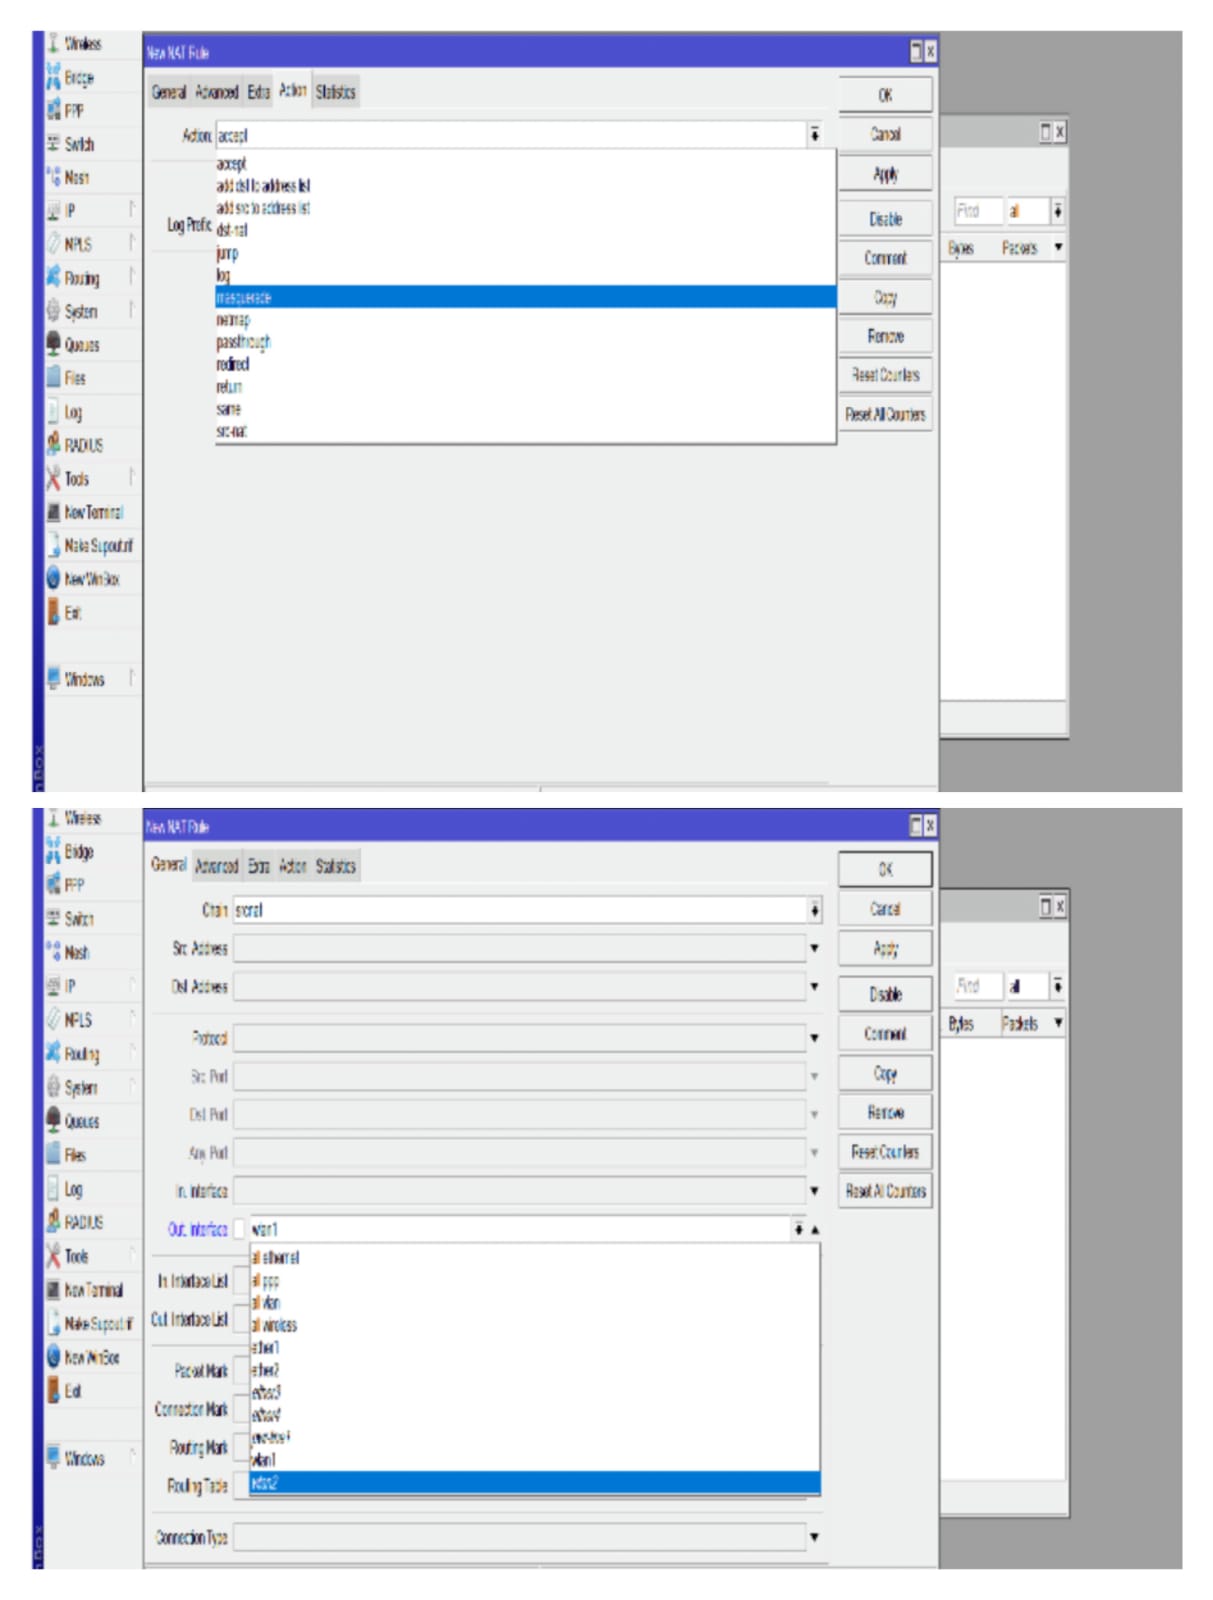 Wireless
New NAT Rule
Bridge
General Advanced Extra Action Statistics
OK
PPP
Action: accept
Cancel
Switch
accept
Apply
Mesh
add dst to address list
add src to address list
IP
Find all
Log Prefix:
dst-nat
Disable
MPLS
jump
Comment
Bytes Packets
Routing
log
masquerade
Copy
System
netmap
Remove
Queues
passthrough
redirect
Reset Counters
Files
return
Log
same
Reset All Counters
src-nat
RADIUS
Tools
New Terminal
Make Supout.rif
New WinBox
Exit
Windows
Wireless
New NAT Rule
Bridge
General Advanced Extra Action Statistics
OK
PPP
Chain: srcnat
Cancel
Switch
Src. Address:
Apply
Mesh
Dst. Address:
Disable
Find all
IP
MPLS
Protocol:
Comment
Bytes Packets
Routing
Src. Port:
Copy
System
Dst. Port:
Remove
Queues
Any. Port:
Reset Counters
Files
In. Interface:
Reset All Counters
Log
Out. Interface: wlan1
RADIUS
all ethernet
Tools
In. Interface List:
all ppp
New Terminal
all vlan
Out. Interface List:
all wireless
Make Supout.rif
ether1
New WinBox
Packet Mark:
ether2
Exit
ether3
Connection Mark:
ether4
Routing Mark:
Windows
wlan1
Routing Table:
wlan2
Connection Type: